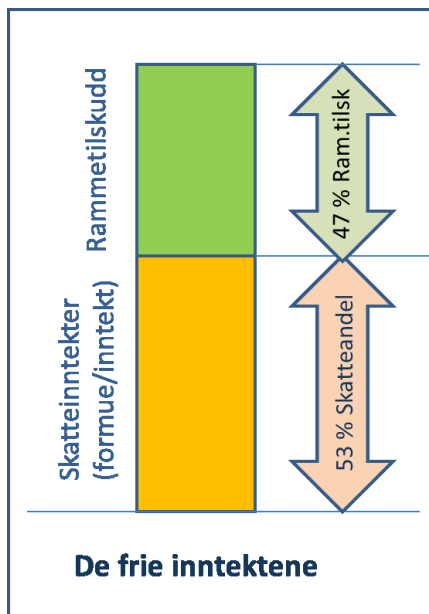 Rammetilskudd
47 % Ram.tilsk
Skatteinntekter
(formue/inntekt)
53 % Skatteandel
De frie inntektene